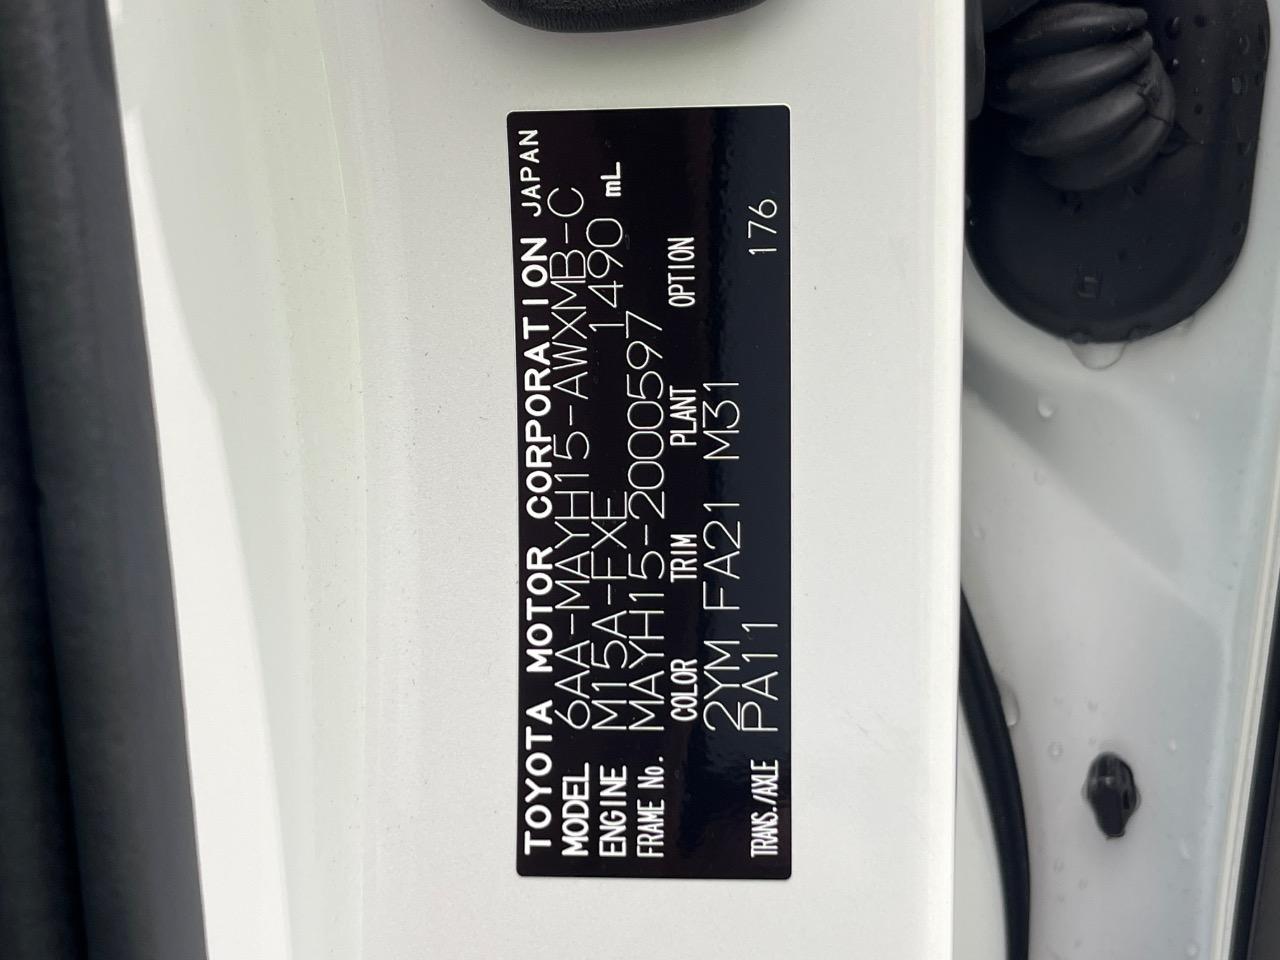 TOYOTA MOTOR CORPORATION JAPAN
MODEL 6AA-MAYH15-AWXMB-C
ENGINE M15A-FXE 1490 mL
FRAME No. MAYH15-2000597
COLOR TRIM PLANT OPTION
2YM FA21 M31
TRANS./AXLE PA11 176